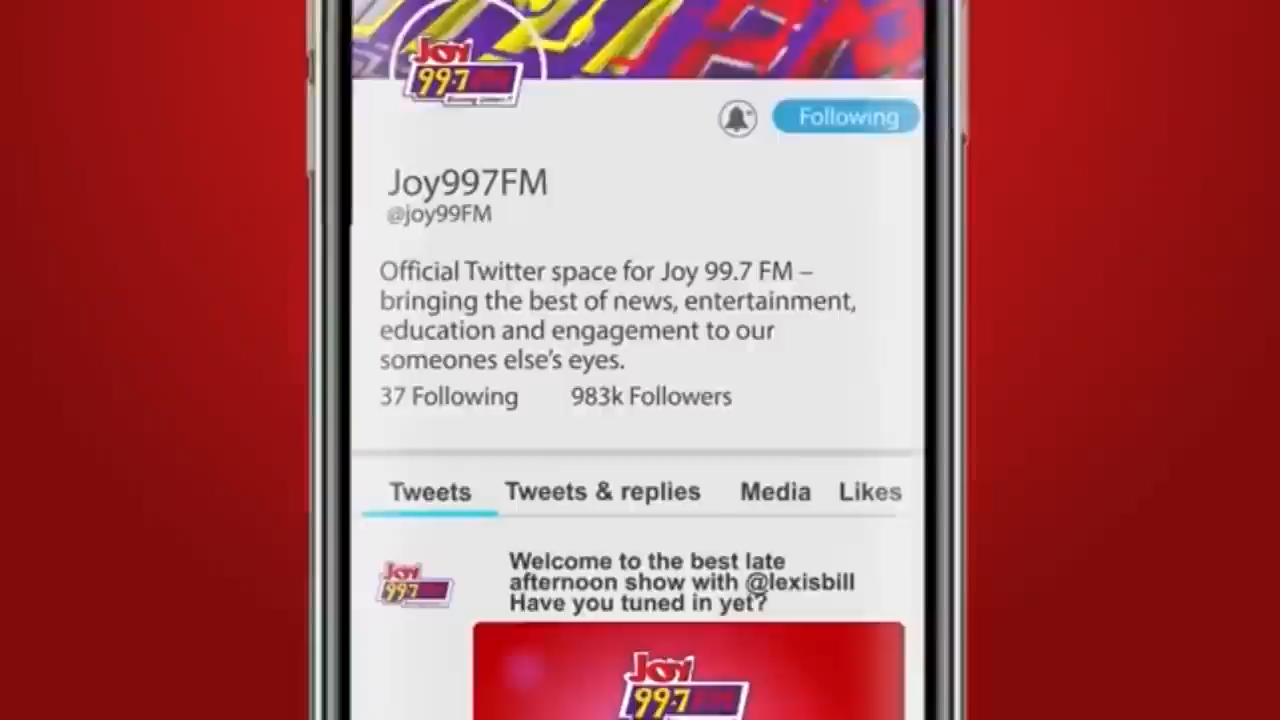 Joy
99.7 FM
Following
Joy997FM
@joy99FM
Official Twitter space for Joy 99.7 FM –
bringing the best of news, entertainment,
education and engagement to our
someones else's eyes.
37 Following 983k Followers
Tweets Tweets & replies Media Likes
Joy
99.7
Welcome to the best late
afternoon show with @lexisbill
Have you tuned in yet?
Joy
99.7 FM